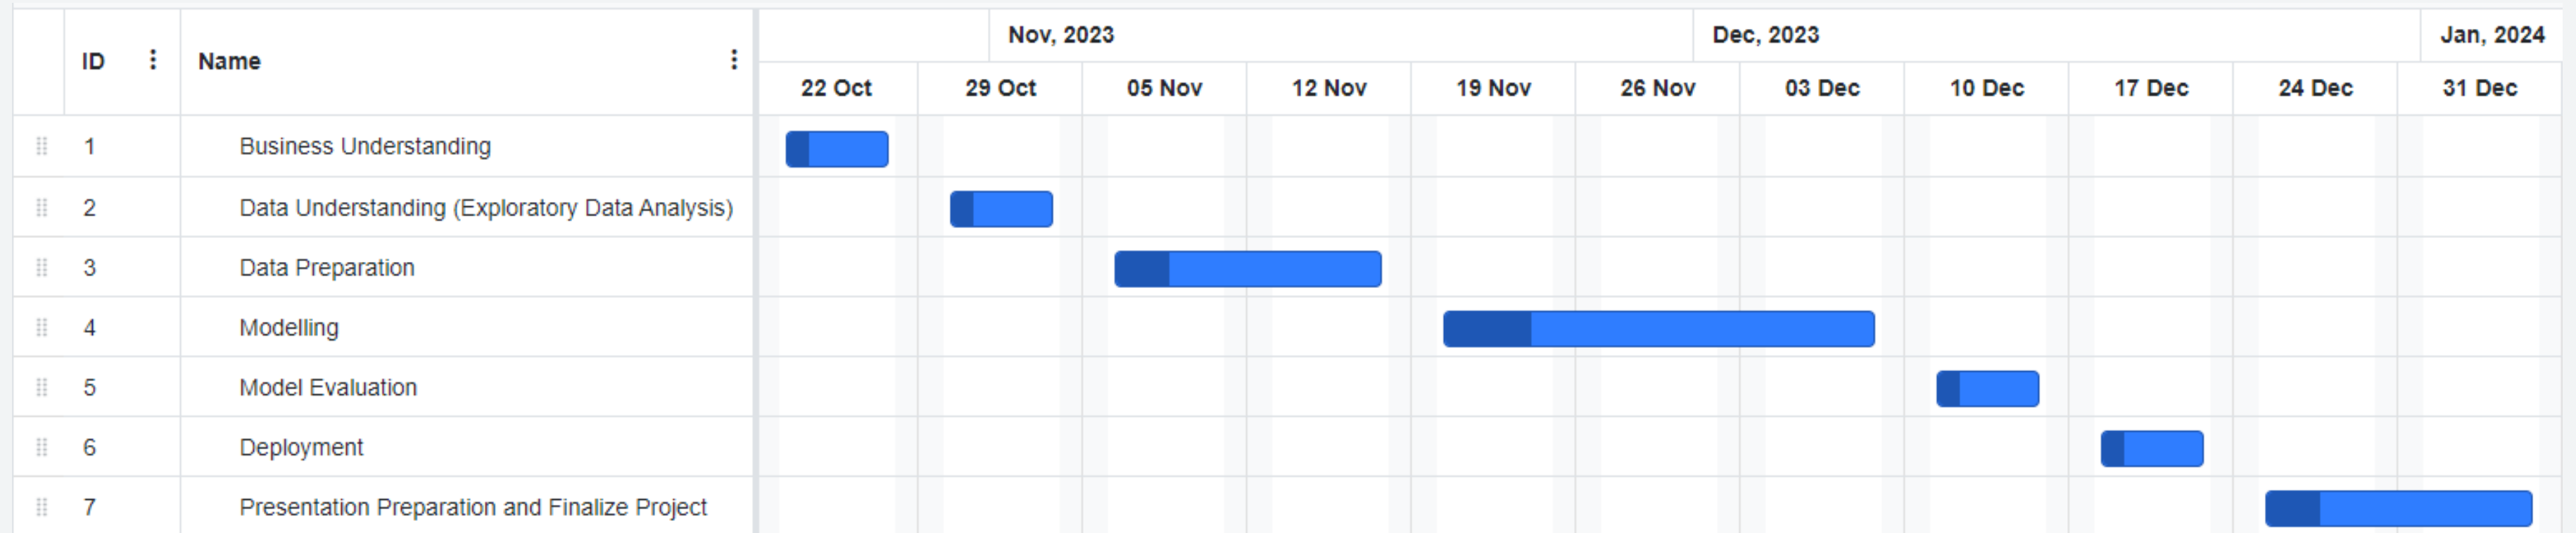 Nov, 2023 Dec, 2023 Jan, 2024
ID Name
22 Oct 29 Oct 05 Nov 12 Nov 19 Nov 26 Nov 03 Dec 10 Dec 17 Dec 24 Dec 31 Dec
1 Business Understanding
2 Data Understanding (Exploratory Data Analysis)
3 Data Preparation
4 Modelling
5 Model Evaluation
6 Deployment
7 Presentation Preparation and Finalize Project